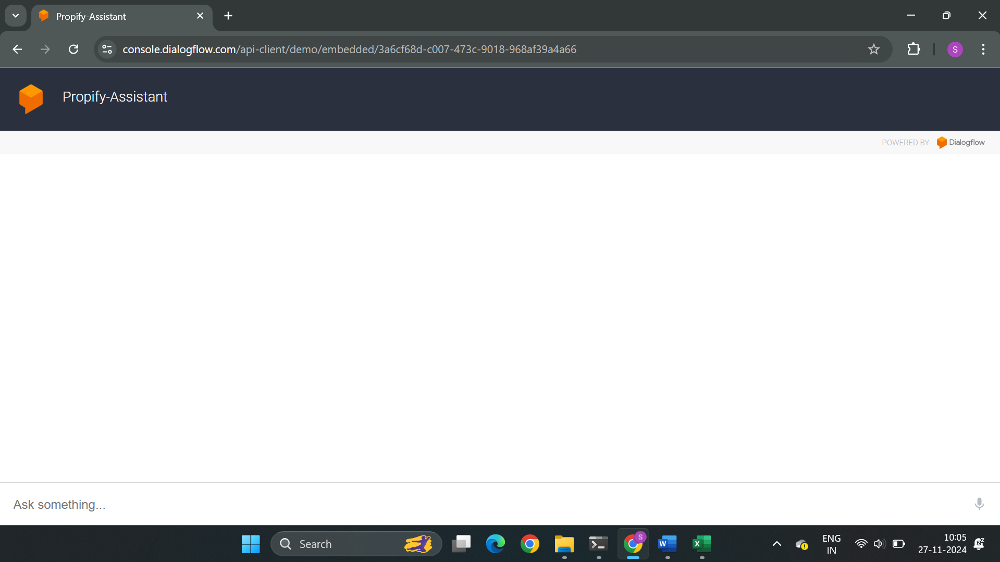 Propify-Assistant
console.dialogflow.com/api-client/demo/embedded/3a6cf68d-c007-473c-9018-968af39a4a66
S
Propify-Assistant
POWERED BY Dialogflow
Ask something...
Search
S
W
X
ENG
IN
10:05
27-11-2024